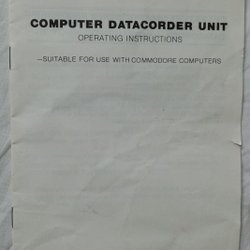 COMPUTER DATACORDER UNIT
OPERATING INSTRUCTIONS
—SUITABLE FOR USE WITH COMMODORE COMPUTERS